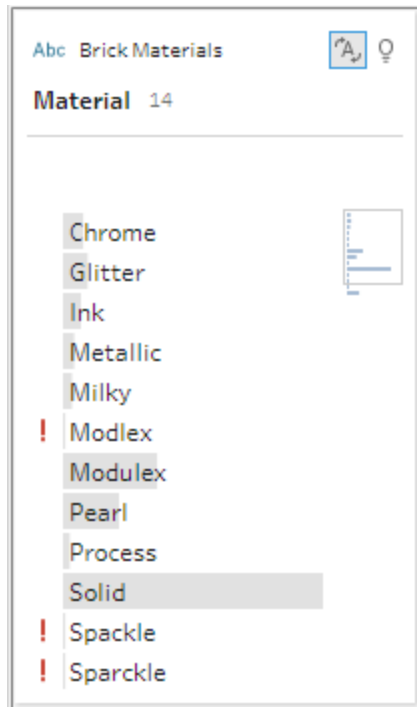 Abc Brick Materials
Material 14
Chrome
Glitter
Ink
Metallic
Milky
! Modlex
Modulex
Pearl
Process
Solid
! Spackle
! Sparckle